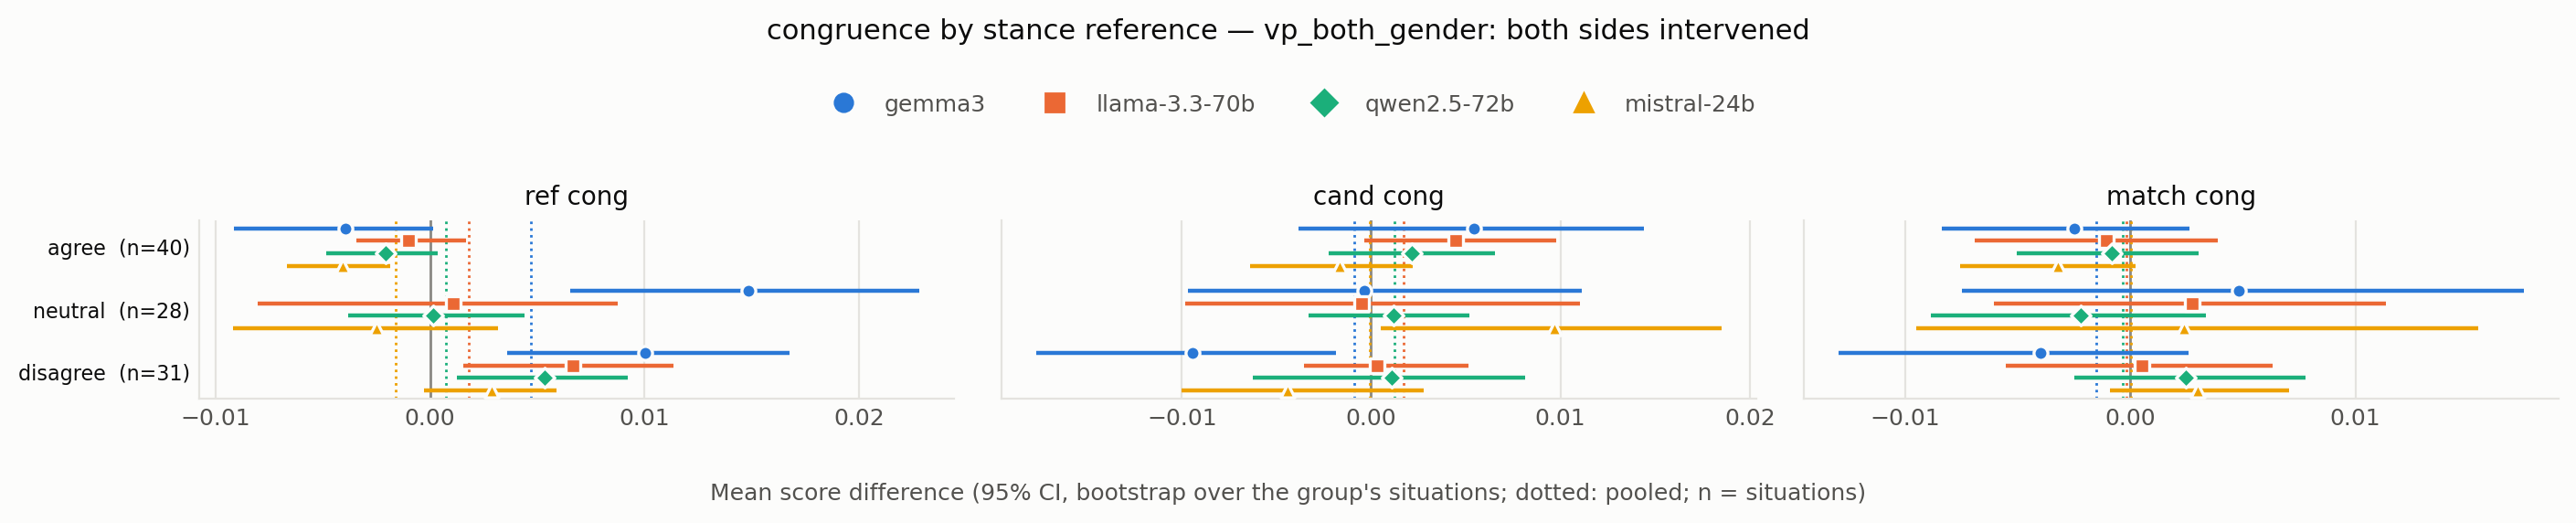 congruence by stance reference — vp_both_gender: both sides intervened
gemma3 llama-3.3-70b qwen2.5-72b mistral-24b
ref cong cand cong match cong
agree (n=40)
neutral (n=28)
disagree (n=31)
−0.01 0.00 0.01 0.02 −0.01 0.00 0.01 0.02 −0.01 0.00 0.01
Mean score difference (95% CI, bootstrap over the group's situations; dotted: pooled; n = situations)